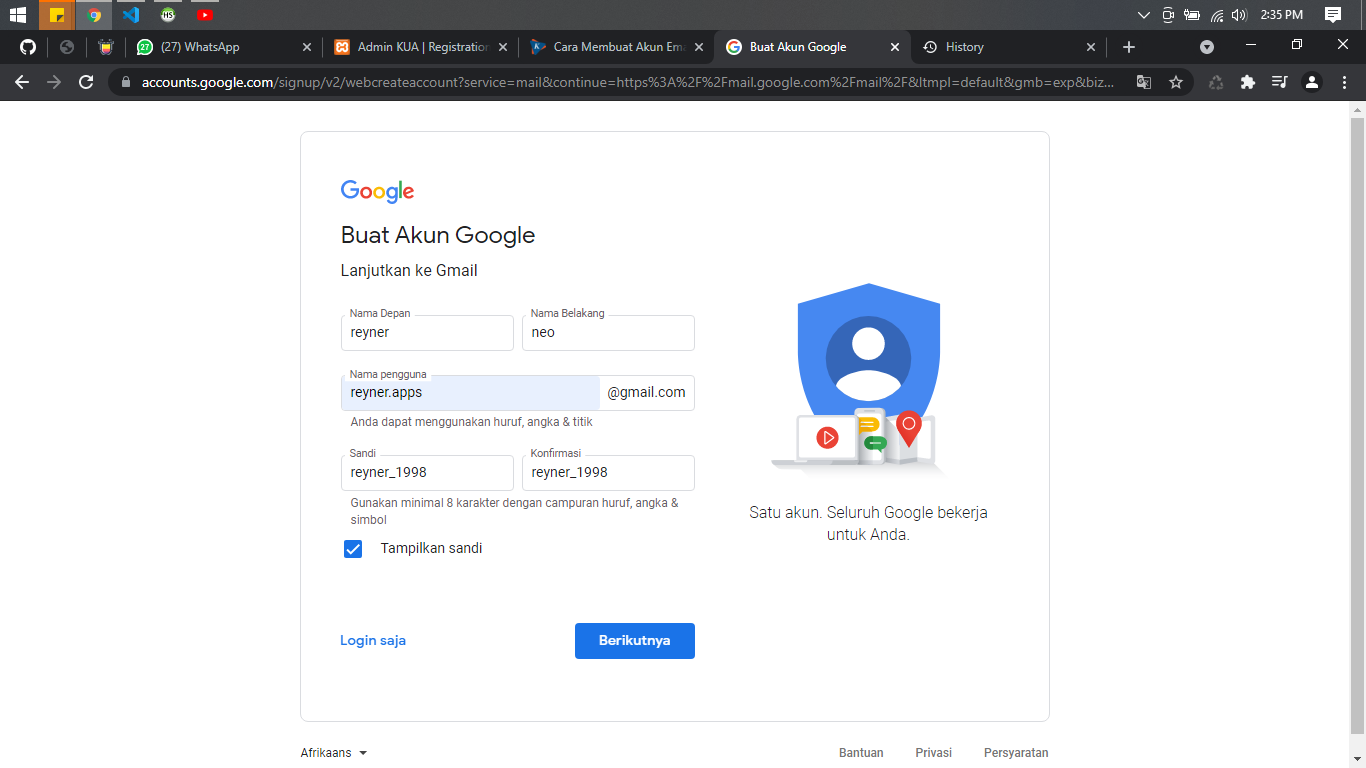 2:35 PM
27
(27) WhatsApp
Admin KUA | Registration
Cara Membuat Akun Ema
Buat Akun Google
History
accounts.google.com/signup/v2/webcreateaccount?service=mail&continue=https%3A%2F%2Fmail.google.com%2Fmail%2F&ltmpl=default&gmb=exp&biz...
Google
Buat Akun Google
Lanjutkan ke Gmail
Nama Depan
Nama Belakang
reyner
neo
Nama pengguna
reyner.apps
@gmail.com
Anda dapat menggunakan huruf, angka & titik
Sandi
Konfirmasi
reyner_1998
reyner_1998
Gunakan minimal 8 karakter dengan campuran huruf, angka &
simbol
Tampilkan sandi
Satu akun. Seluruh Google bekerja
untuk Anda.
Login saja
Berikutnya
Afrikaans
Bantuan
Privasi
Persyaratan